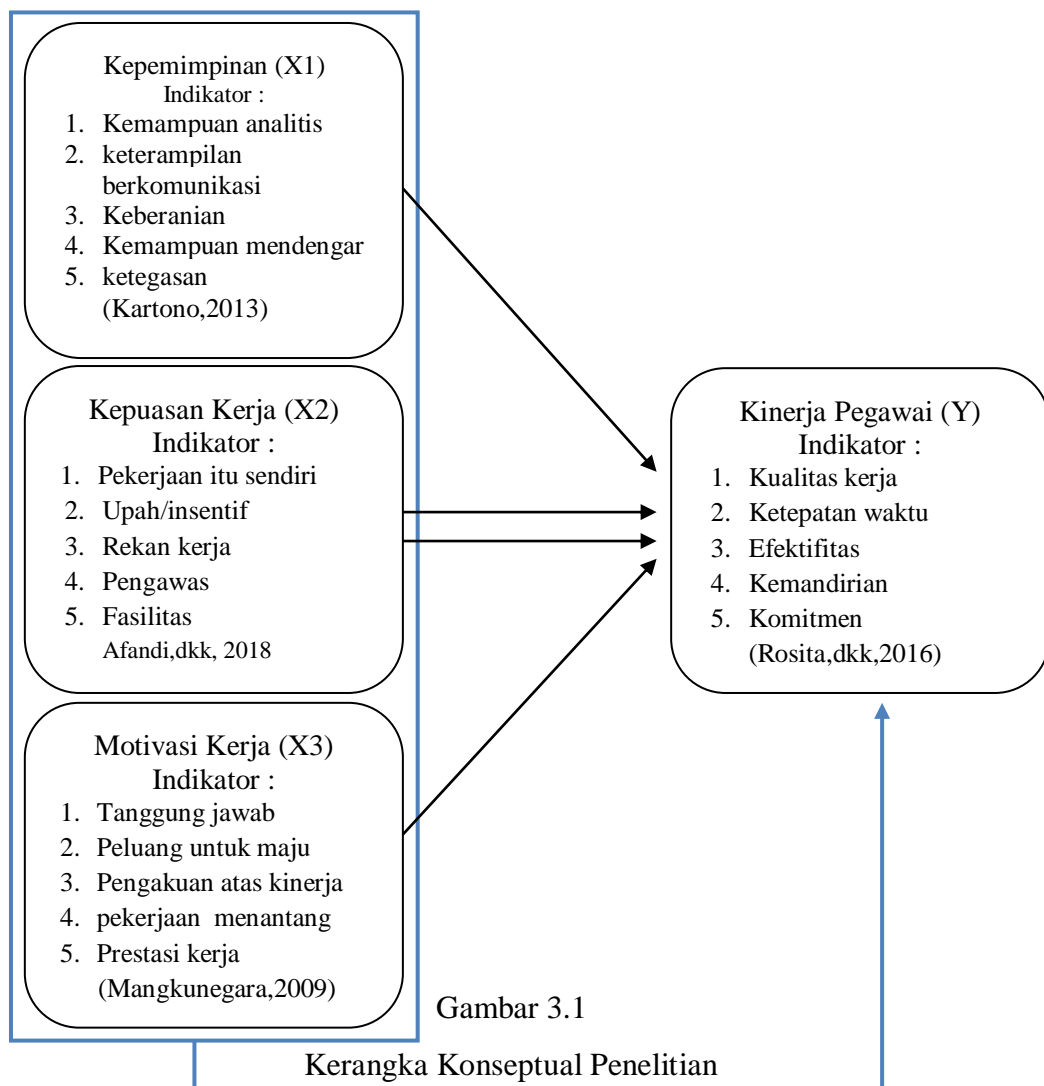 Kepemimpinan (X1)
Indikator :
1. Kemampuan analitis
2. keterampilan
berkomunikasi
3. Keberanian
4. Kemampuan mendengar
5. ketegasan
(Kartono,2013)
Kepuasan Kerja (X2)
Indikator :
1. Pekerjaan itu sendiri
2. Upah/insentif
3. Rekan kerja
4. Pengawas
5. Fasilitas
Afandi,dkk, 2018
Motivasi Kerja (X3)
Indikator :
1. Tanggung jawab
2. Peluang untuk maju
3. Pengakuan atas kinerja
4. pekerjaan menantang
5. Prestasi kerja
(Mangkunegara,2009)
Kinerja Pegawai (Y)
Indikator :
1. Kualitas kerja
2. Ketepatan waktu
3. Efektifitas
4. Kemandirian
5. Komitmen
(Rosita,dkk,2016)
Gambar 3.1
Kerangka Konseptual Penelitian